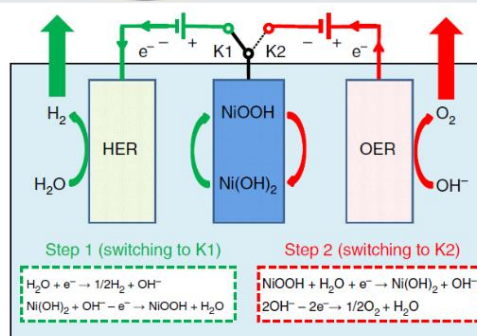 e⁻ − + K1 K2 − + e⁻
H₂ NiOOH O₂
HER OER
H₂O Ni(OH)₂ OH⁻
Step 1 (switching to K1) Step 2 (switching to K2)
H₂O + e⁻ → 1/2H₂ + OH⁻
Ni(OH)₂ + OH⁻ − e⁻ → NiOOH + H₂O
NiOOH + H₂O + e⁻ → Ni(OH)₂ + OH⁻
2OH⁻ − 2e⁻ → 1/2O₂ + H₂O